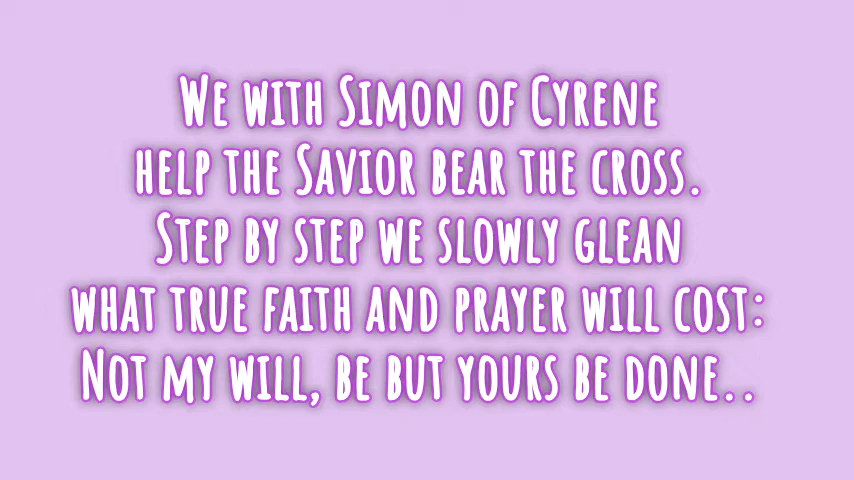 We with Simon of Cyrene
help the Savior bear the cross.
Step by step we slowly glean
what true faith and prayer will cost:
Not my will, be but yours be done..